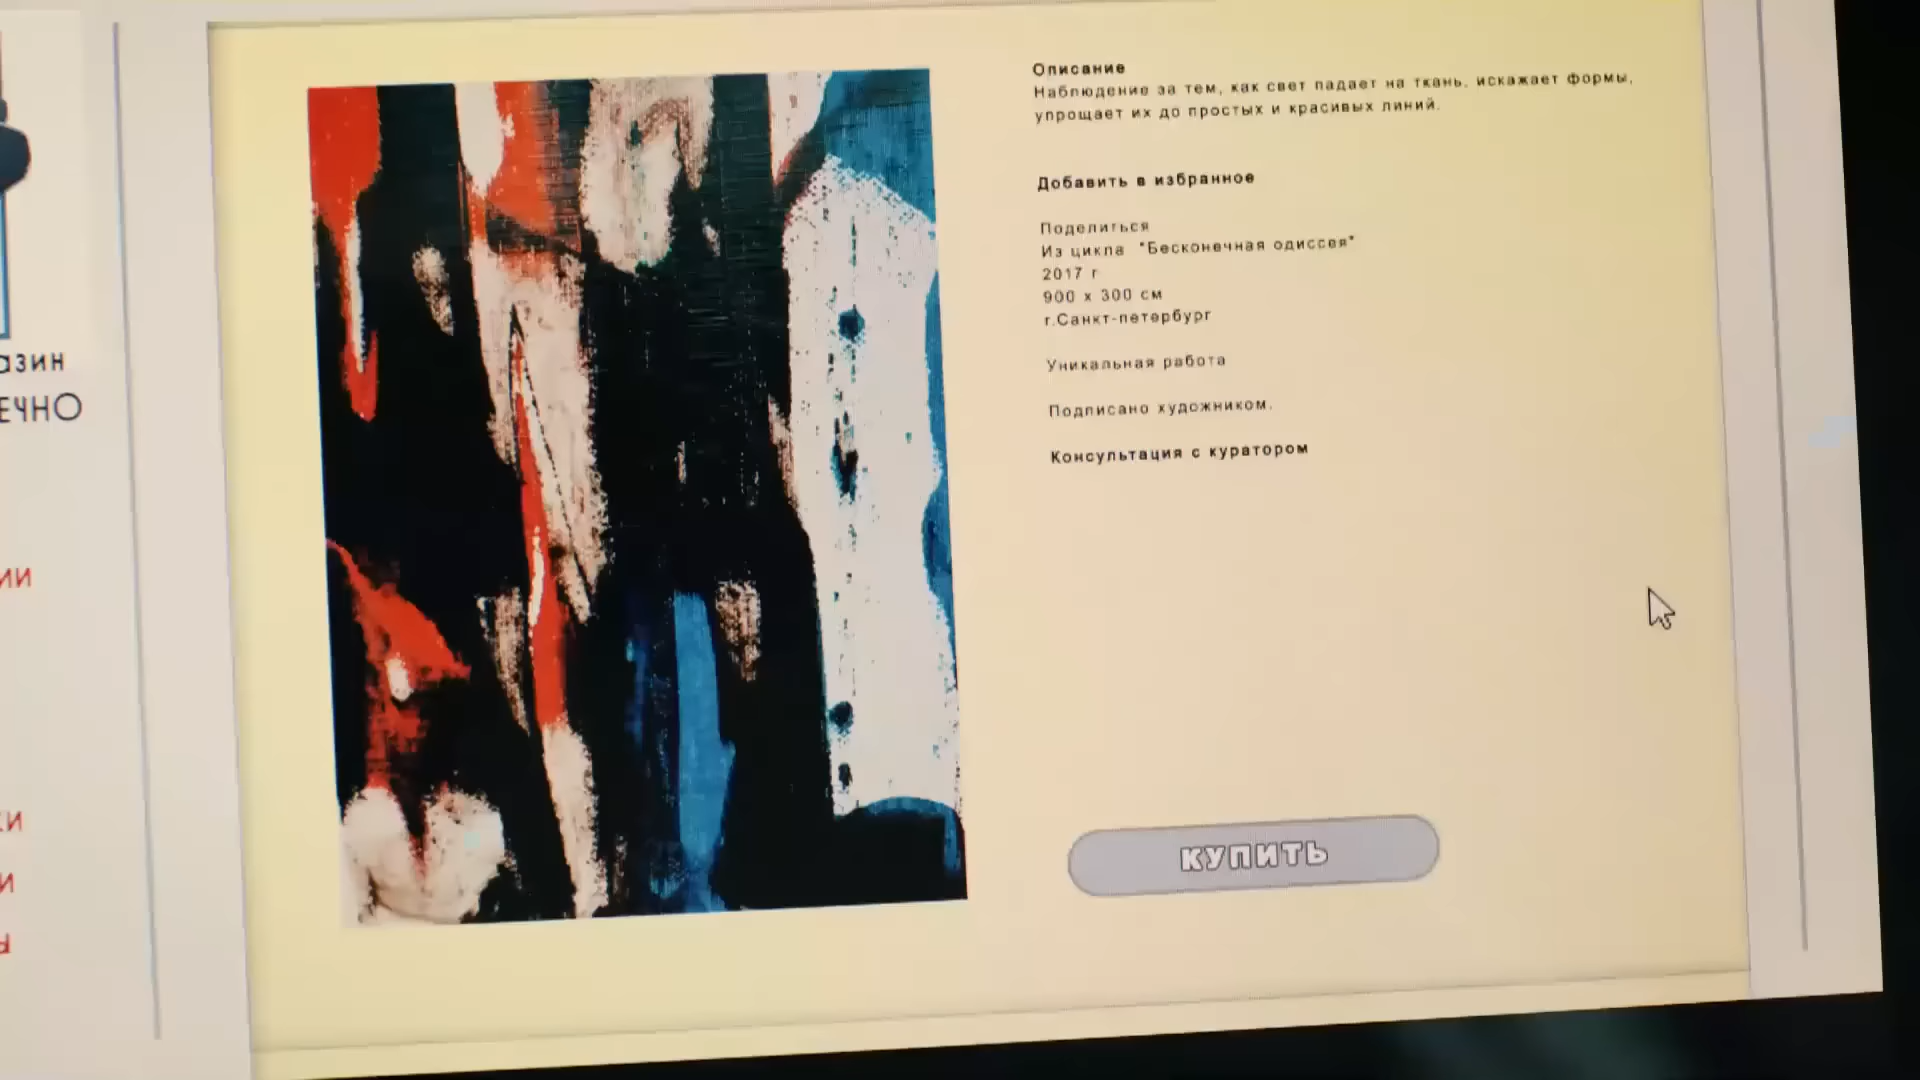 азин
ЕЧНО
ии
ки
и
ы
Описание
Наблюдение за тем, как свет падает на ткань, искажает формы,
упрощает их до простых и красивых линий.
Добавить в избранное
Поделиться
Из цикла "Бесконечная одиссея"
2017 г
900 х 300 см
г.Санкт-петербург
Уникальная работа
Подписано художником.
Консультация с куратором
КУПИТЬ